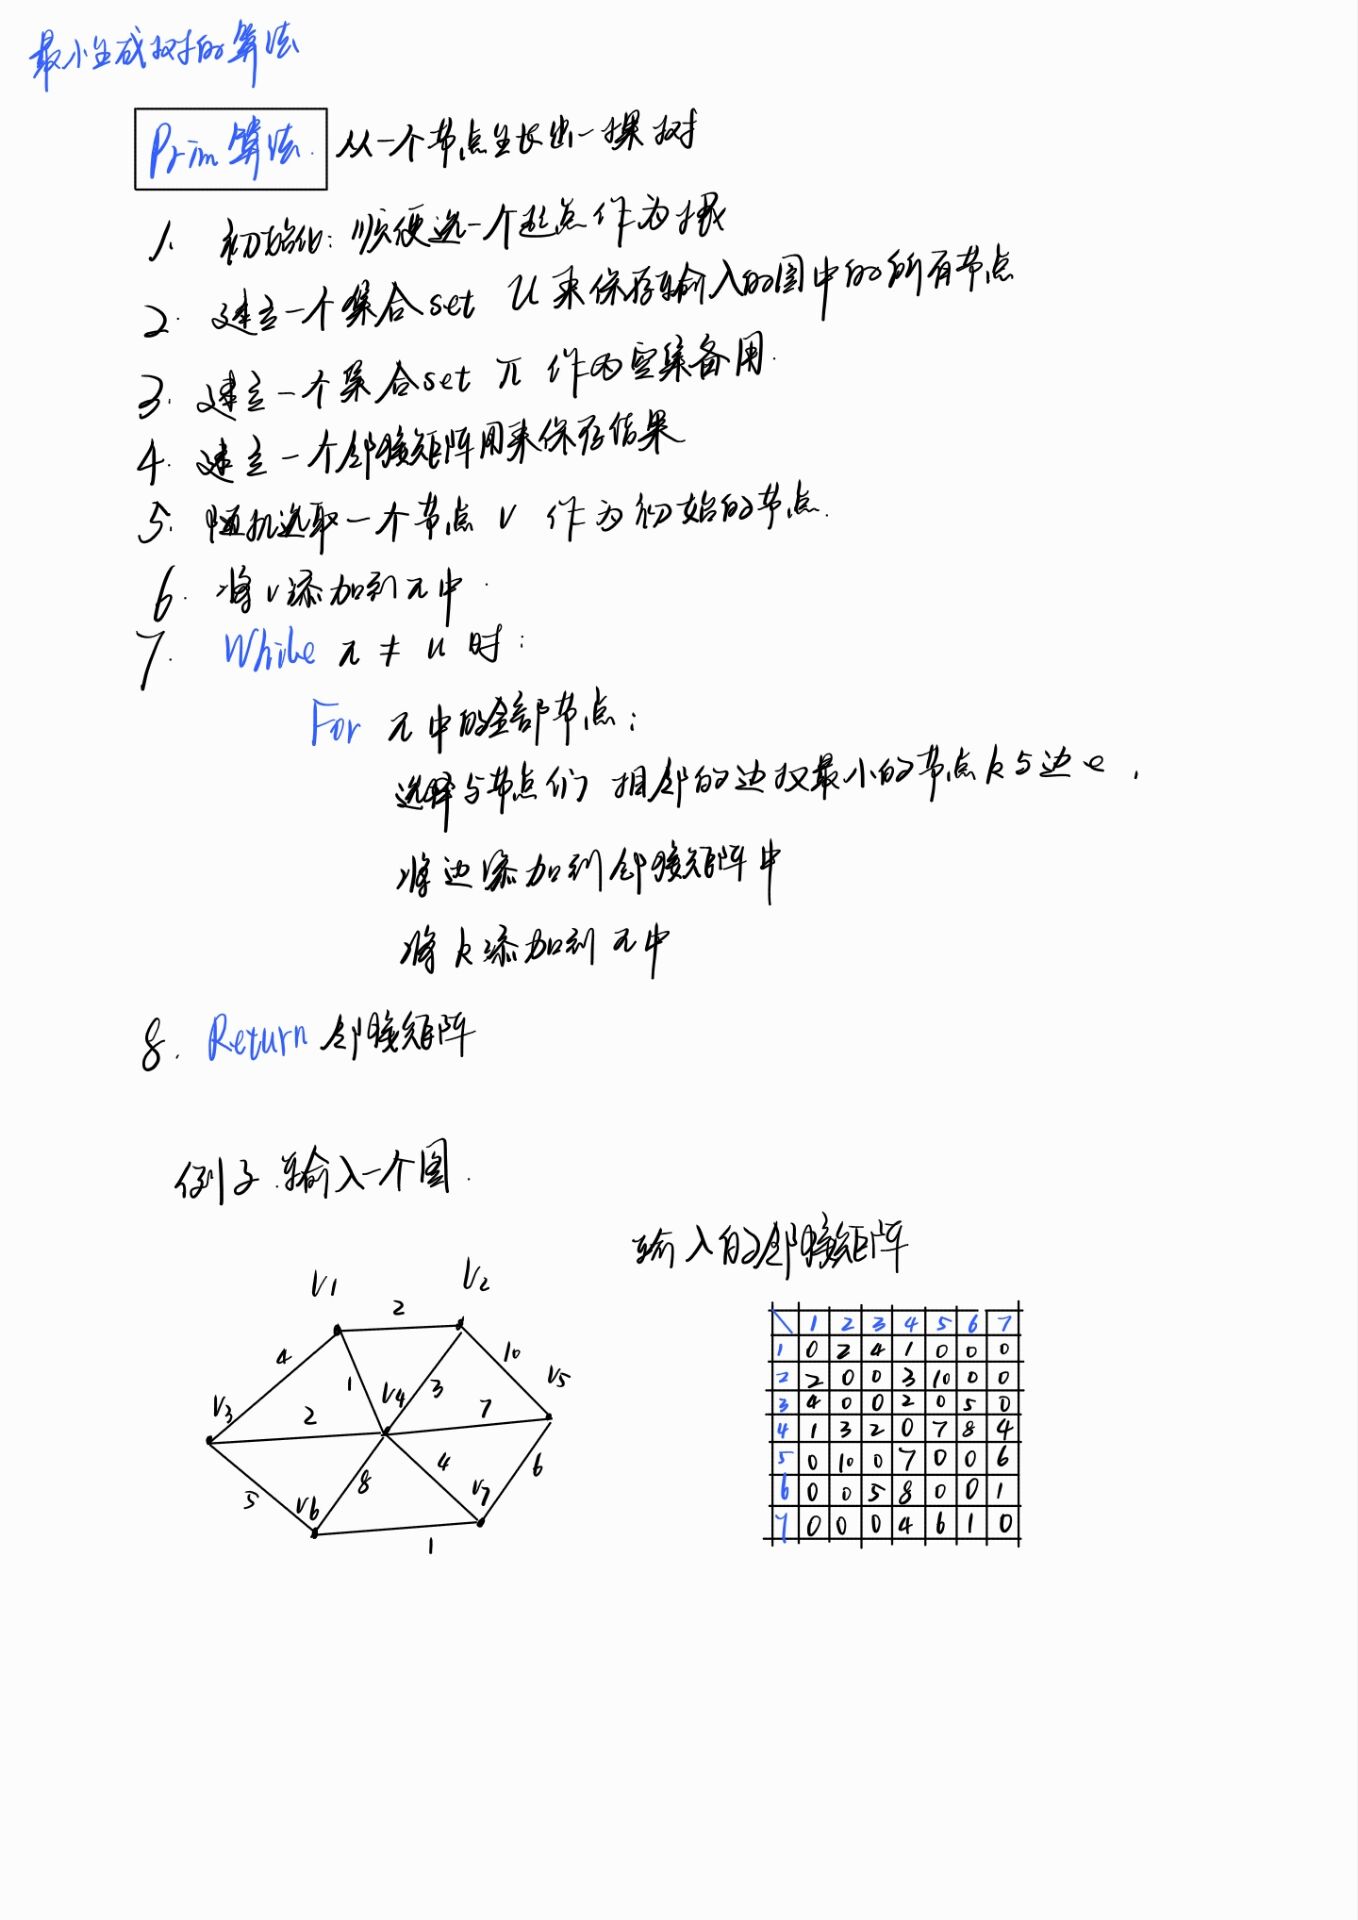 最小生成树的算法
Prim算法. 从一个节点生长出一棵树
1. 初始化: 顺便选一个起点作为根
2. 建立一个集合set U 来保存输入的图中的所有节点
3. 建立一个集合set π 作为空集备用.
4. 建立一个邻接矩阵用来保存结果
5. 随机选取一个节点 v 作为初始的节点.
6. 将v添加到π中.
7. While π ≠ u 时:
For π中的全部节点:
选择与节点们相邻的边权最小的节点k与边e,
将边添加到邻接矩阵中
将k添加到π中
8. Return 邻接矩阵
例子.输入一个图.
输入的邻接矩阵
V1 2 V2
4 1 V4 3 10 V5
V3 2 7
5 V6 8 4 V7 6
1
\ 1 2 3 4 5 6 7
1 0 2 4 1 0 0 0
2 2 0 0 3 10 0 0
3 4 0 0 2 0 5 0
4 1 3 2 0 7 8 4
5 0 10 0 7 0 0 6
6 0 0 5 8 0 0 1
7 0 0 0 4 6 1 0